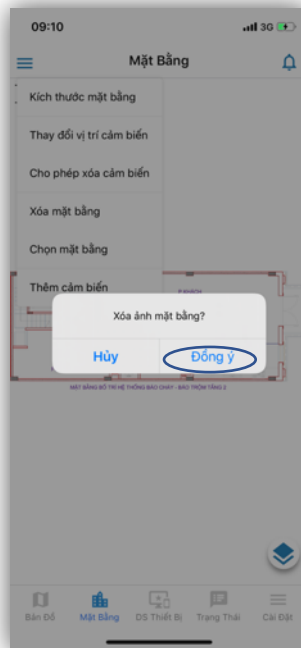 09:10
3G
Mặt Bằng
Kích thước mặt bằng
Thay đổi vị trí cảm biến
Cho phép xóa cảm biến
Xóa mặt bằng
Chọn mặt bằng
Thêm cảm biến
P.KHÁCH
Xóa ảnh mặt bằng?
Hủy
Đồng ý
MẶT BẰNG BỐ TRÍ HỆ THỐNG BÁO CHÁY - BÁO TRỘM TẦNG 2
Bản Đồ
Mặt Bằng
DS Thiết Bị
Trạng Thái
Cài Đặt